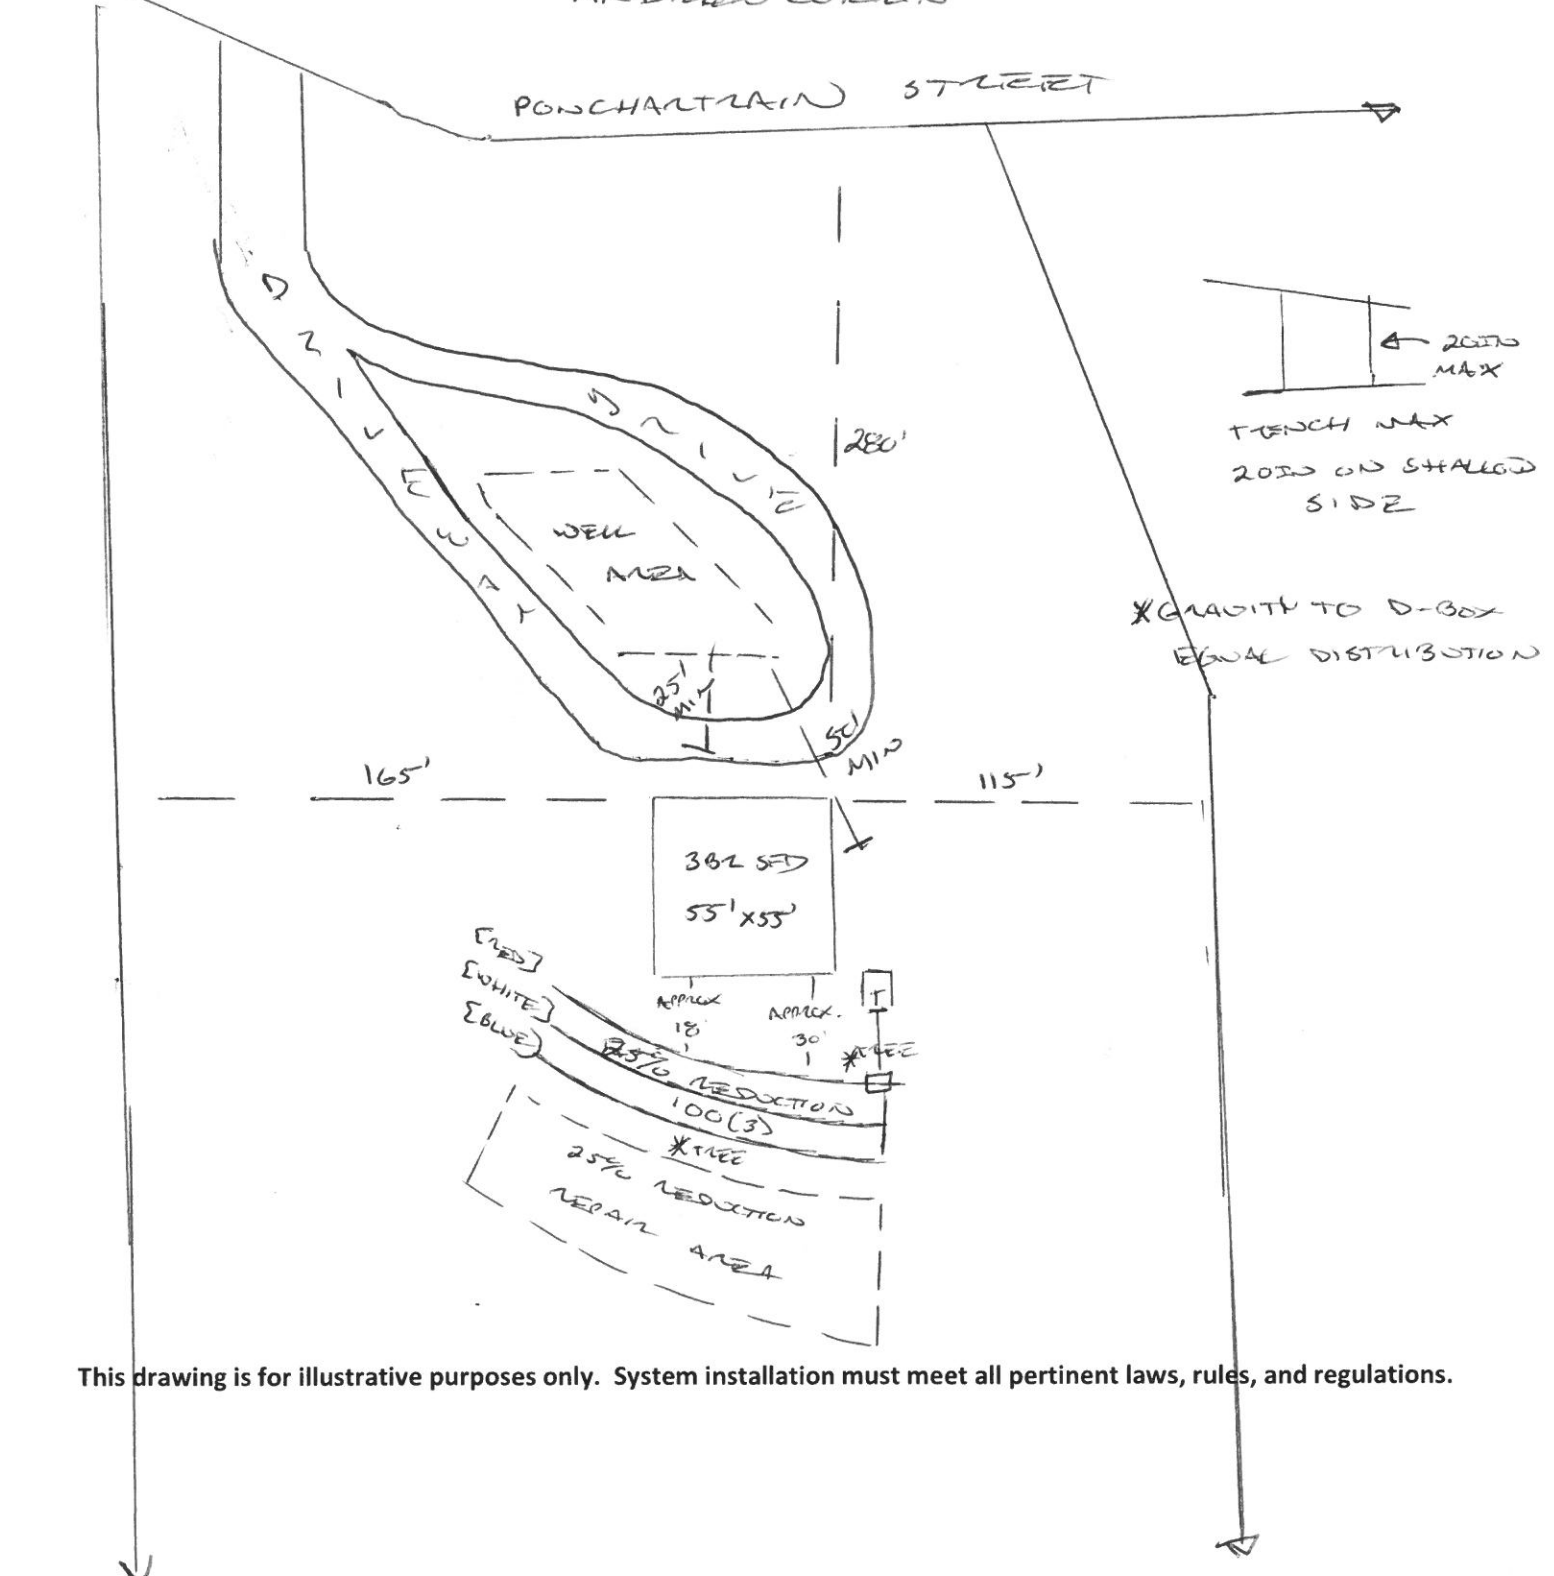 PONCHARTRAIN STREET
DRIVEWAY
DRIVE
280'
20IN
MAX
TRENCH MAX
20IN ON SHALLOW
SIDE
WELL
AREA
*GRAVITY TO D-BOX
EQUAL DISTRIBUTION
25'
MIN
50'
MIN
165'
115'
3BR SFD
55'X55'
[RED]
[WHITE]
[BLUE]
APPROX
18'
APPROX.
30'
T
*TREE
25% REDUCTION
100(3)
*TREE
25% REDUCTION
REPAIR AREA
This drawing is for illustrative purposes only. System installation must meet all pertinent laws, rules, and regulations.